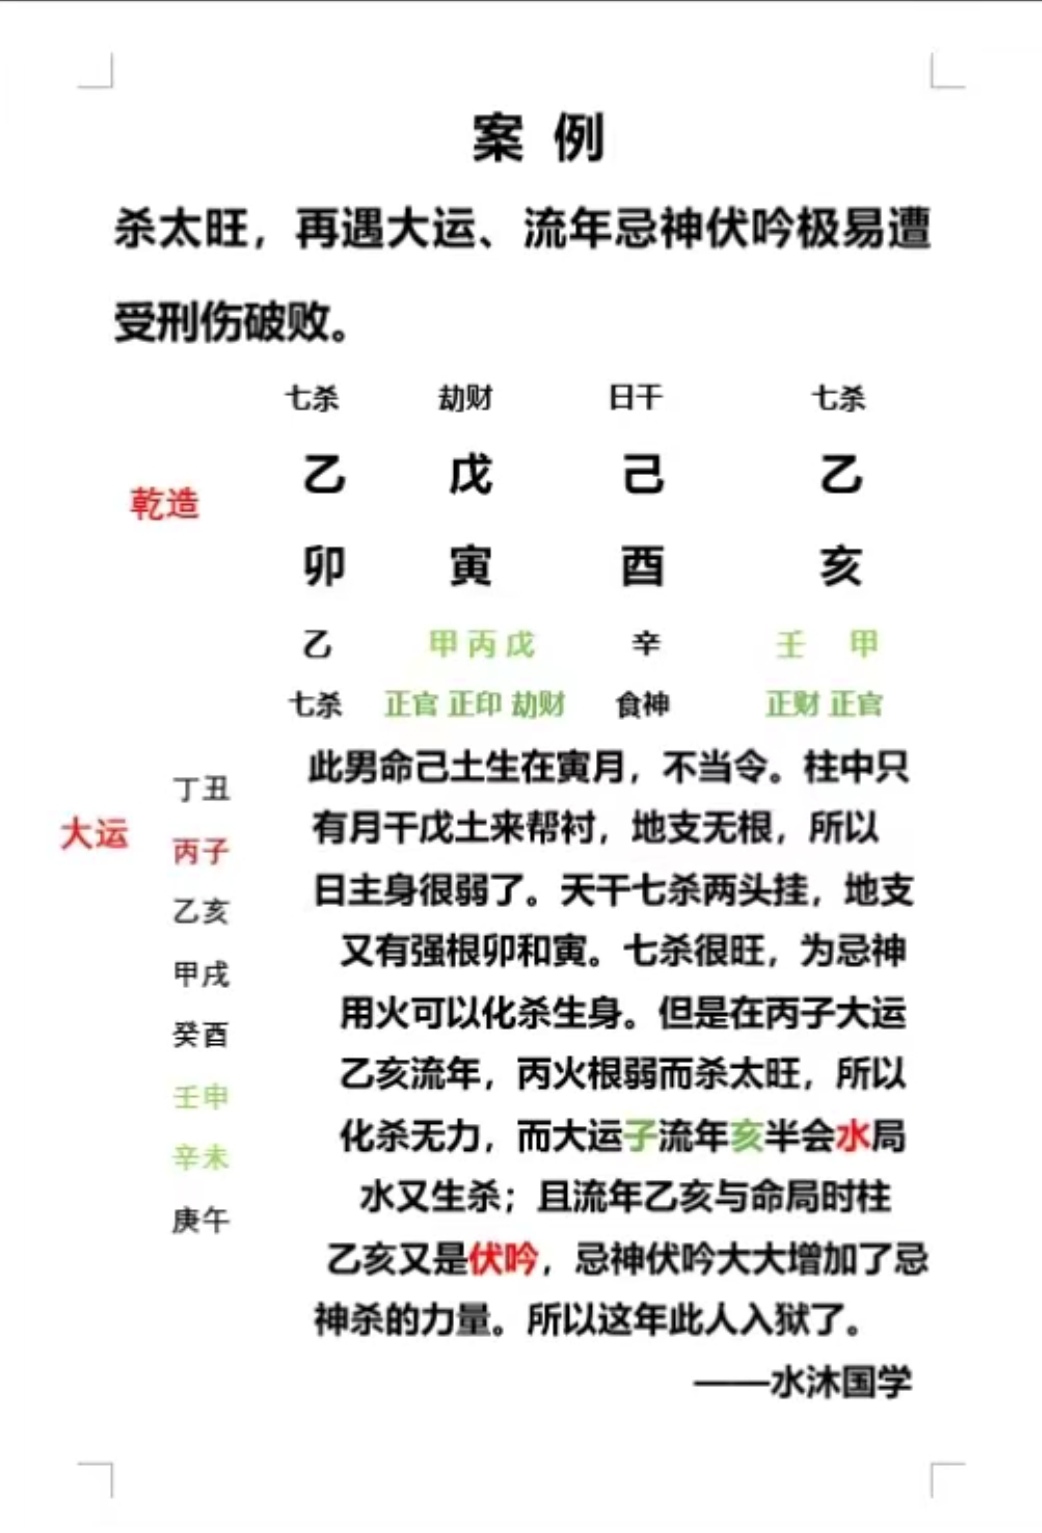 案 例
杀太旺，再遇大运、流年忌神伏吟极易遭
受刑伤破败。
七杀 劫财 日干 七杀
乾造 乙 戊 己 乙
卯 寅 酉 亥
乙 甲 丙 戊 辛 壬 甲
七杀 正官 正印 劫财 食神 正财 正官
大运
丁丑
丙子
乙亥
甲戌
癸酉
壬申
辛未
庚午
此男命己土生在寅月，不当令。柱中只
有月干戊土来帮衬，地支无根，所以
日主身很弱了。天干七杀两头挂，地支
又有强根卯和寅。七杀很旺，为忌神
用火可以化杀生身。但是在丙子大运
乙亥流年，丙火根弱而杀太旺，所以
化杀无力，而大运子流年亥半会水局
水又生杀；且流年乙亥与命局时柱
乙亥又是伏吟，忌神伏吟大大增加了忌
神杀的力量。所以这年此人入狱了。
——水沐国学